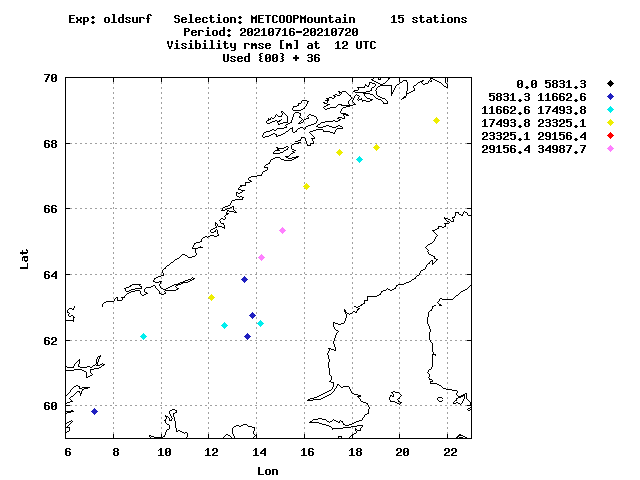 Exp: oldsurf   Selection: METCOOPMountain     15 stations
Period: 20210716-20210720
Visibility rmse [m] at  12 UTC
Used {00} + 36
70
68
66
64
62
60
Lat
6 8 10 12 14 16 18 20 22
Lon
0.0 5831.3
5831.3 11662.6
11662.6 17493.8
17493.8 23325.1
23325.1 29156.4
29156.4 34987.7